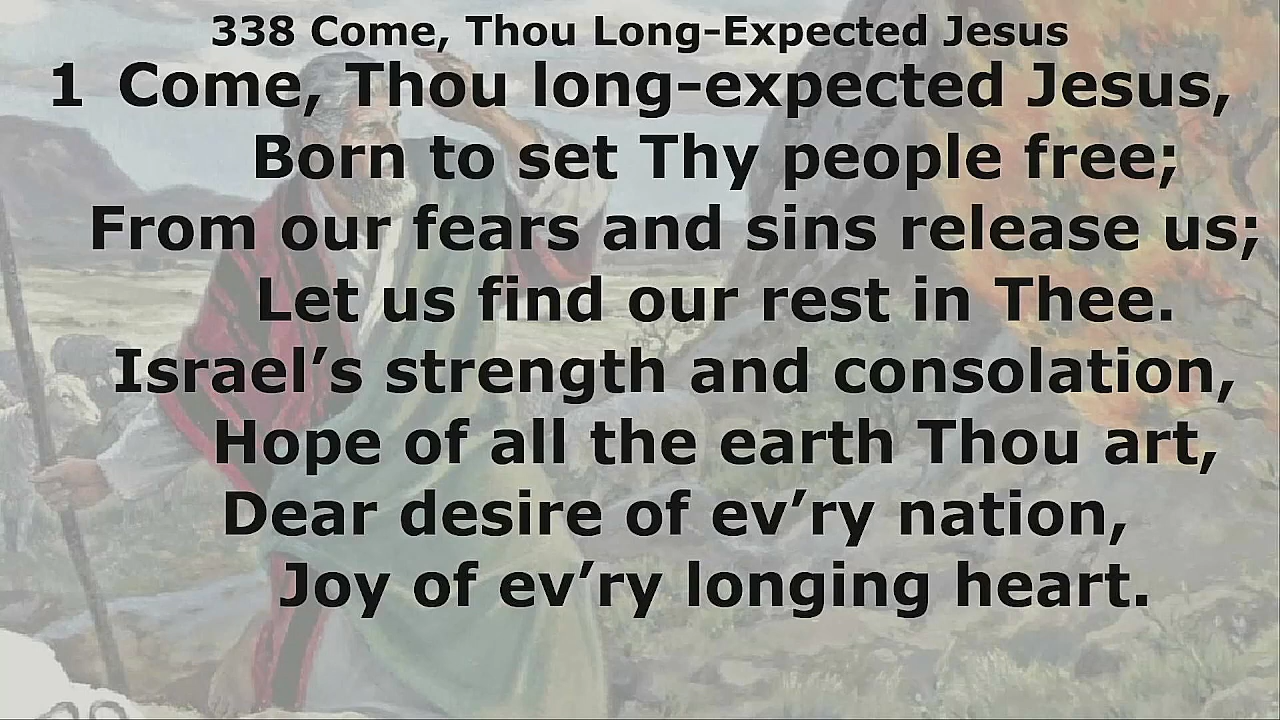 338 Come, Thou Long-Expected Jesus
1 Come, Thou long-expected Jesus,
Born to set Thy people free;
From our fears and sins release us;
Let us find our rest in Thee.
Israel’s strength and consolation,
Hope of all the earth Thou art,
Dear desire of ev’ry nation,
Joy of ev’ry longing heart.